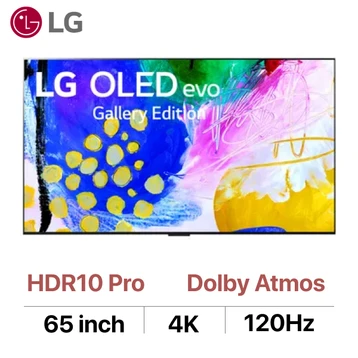 LG
LG OLED evo
Gallery Edition
HDR10 Pro Dolby Atmos
65 inch 4K 120Hz